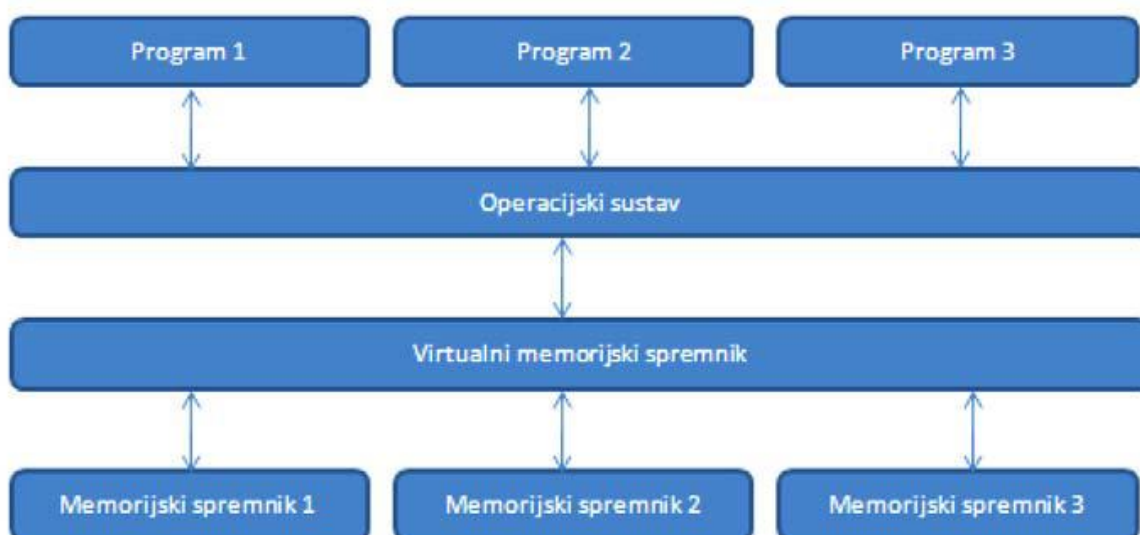 Program 1
Program 2
Program 3
Operacijski sustav
Virtualni memorijski spremnik
Memorijski spremnik 1
Memorijski spremnik 2
Memorijski spremnik 3